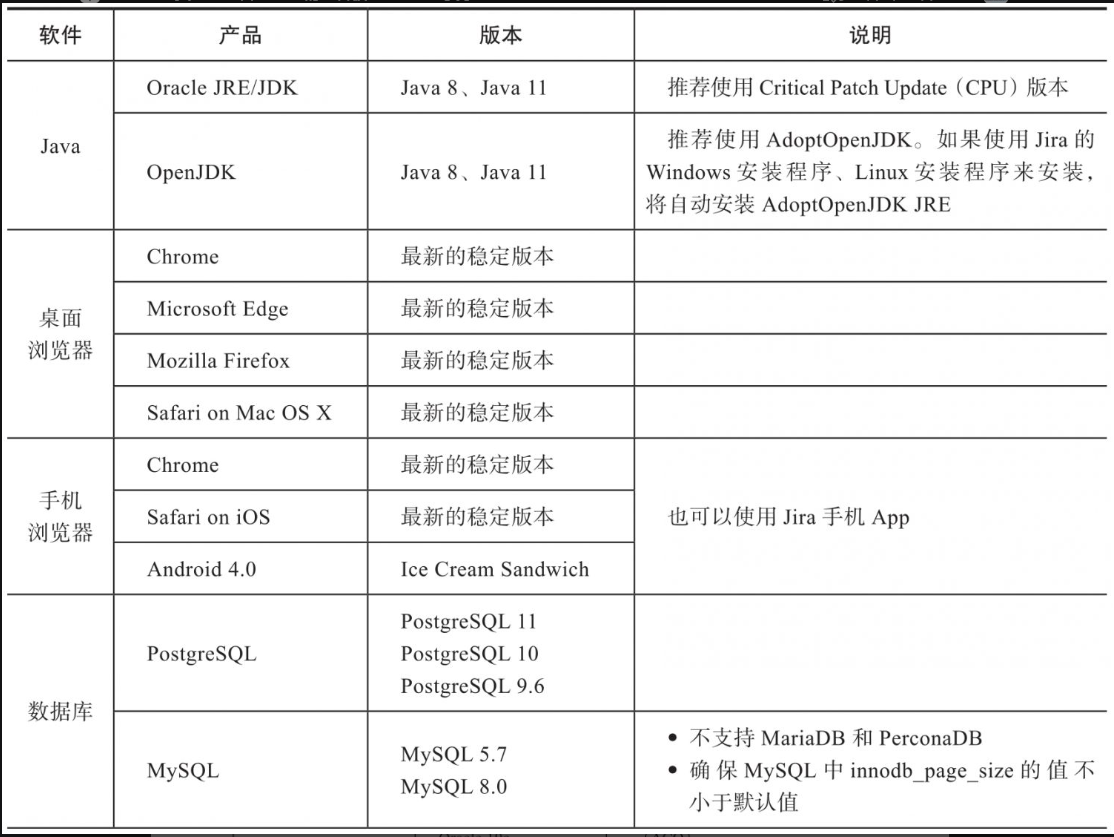 软件 产品 版本 说明
Java
Oracle JRE/JDK Java 8、Java 11 推荐使用 Critical Patch Update（CPU）版本
OpenJDK Java 8、Java 11 推荐使用 AdoptOpenJDK。如果使用 Jira 的
Windows 安装程序、Linux 安装程序来安装，
将自动安装 AdoptOpenJDK JRE
桌面
浏览器
Chrome 最新的稳定版本
Microsoft Edge 最新的稳定版本
Mozilla Firefox 最新的稳定版本
Safari on Mac OS X 最新的稳定版本
手机
浏览器
Chrome 最新的稳定版本
Safari on iOS 最新的稳定版本
Android 4.0 Ice Cream Sandwich
也可以使用 Jira 手机 App
数据库
PostgreSQL
PostgreSQL 11
PostgreSQL 10
PostgreSQL 9.6
MySQL
MySQL 5.7
MySQL 8.0
• 不支持 MariaDB 和 PerconaDB
• 确保 MySQL 中 innodb_page_size 的值不
小于默认值